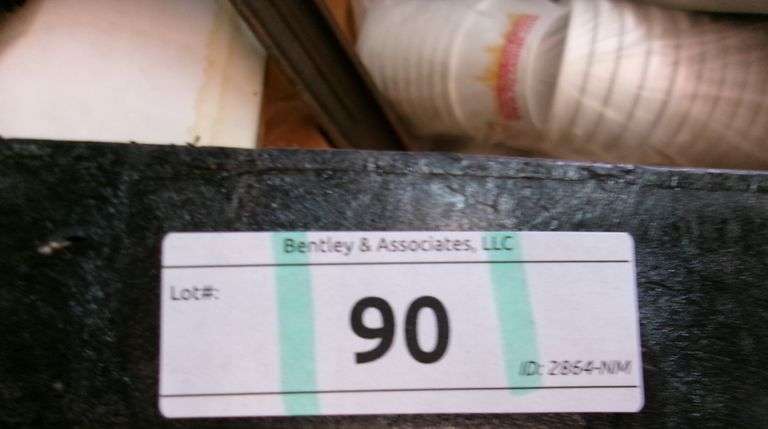 Bentley & Associates, LLC
Lot#:
90
ID: 2864-NM